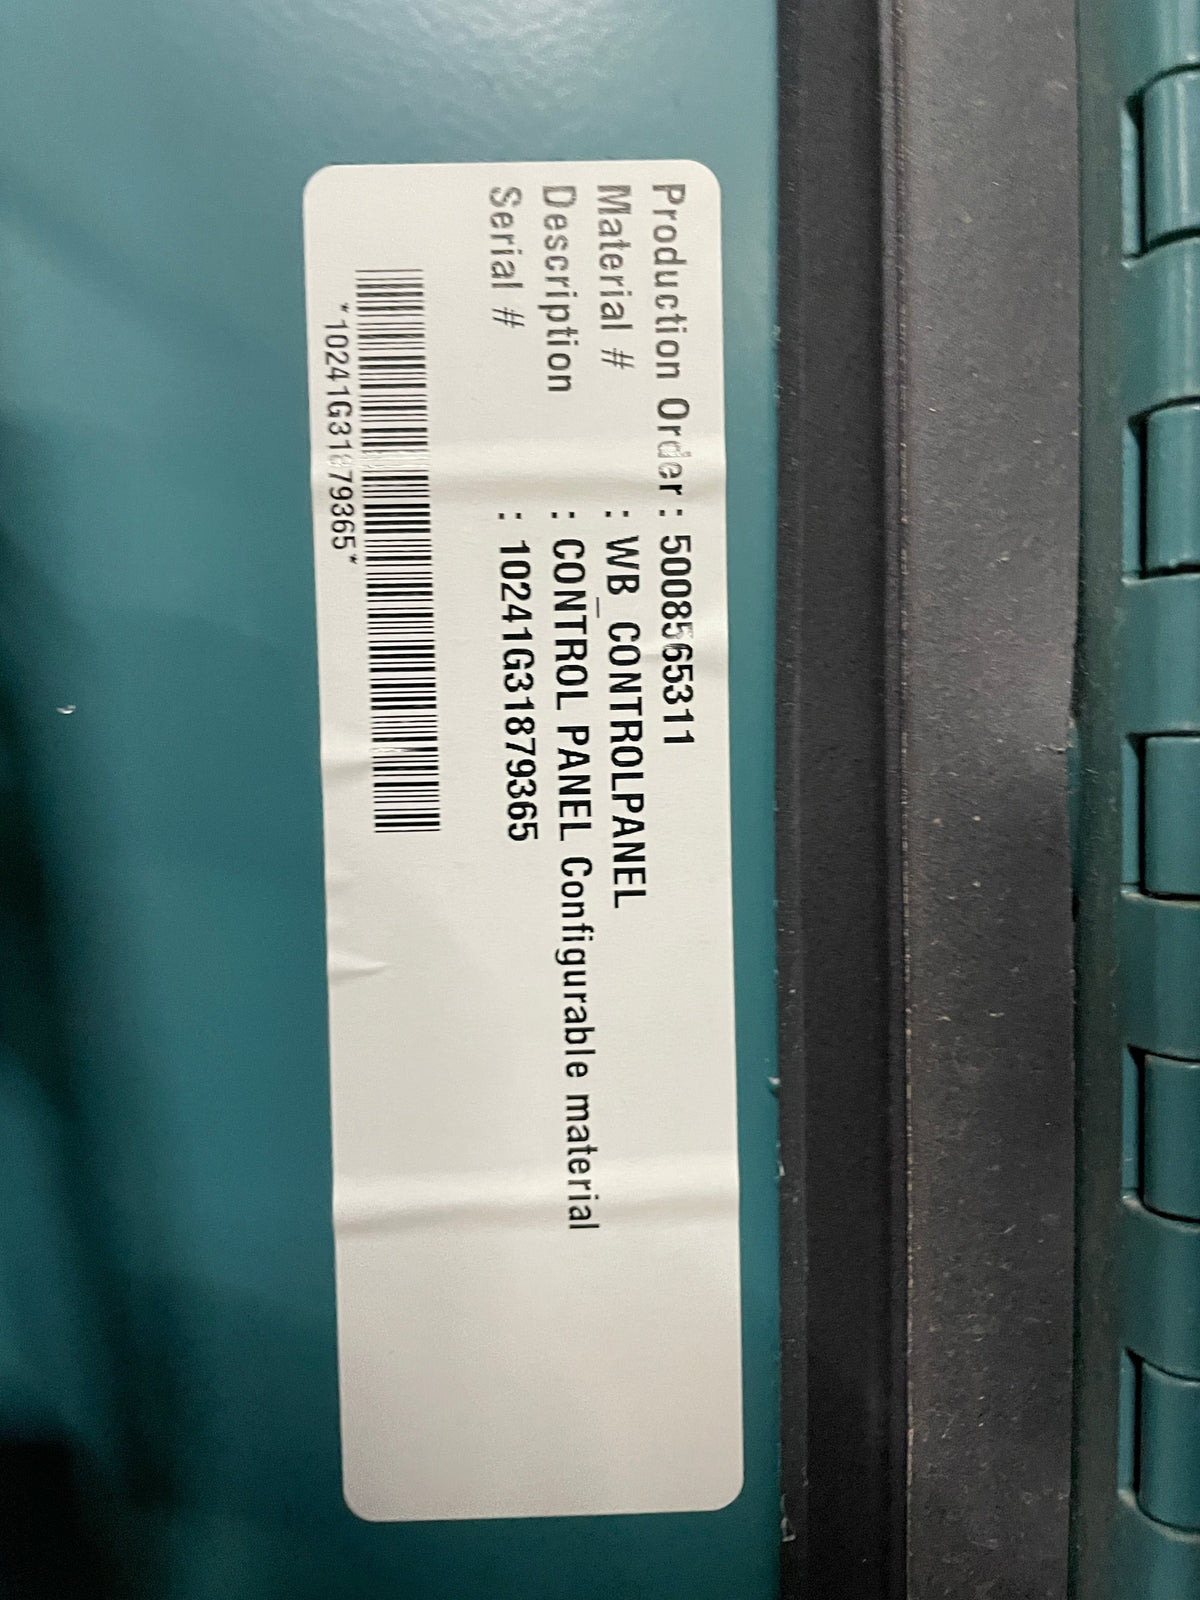 Production Order : 5008565311
Material # : WB_CONTROLPANEL
Description : CONTROL PANEL Configurable material
Serial # : 10241G31879365
*10241G31879365*